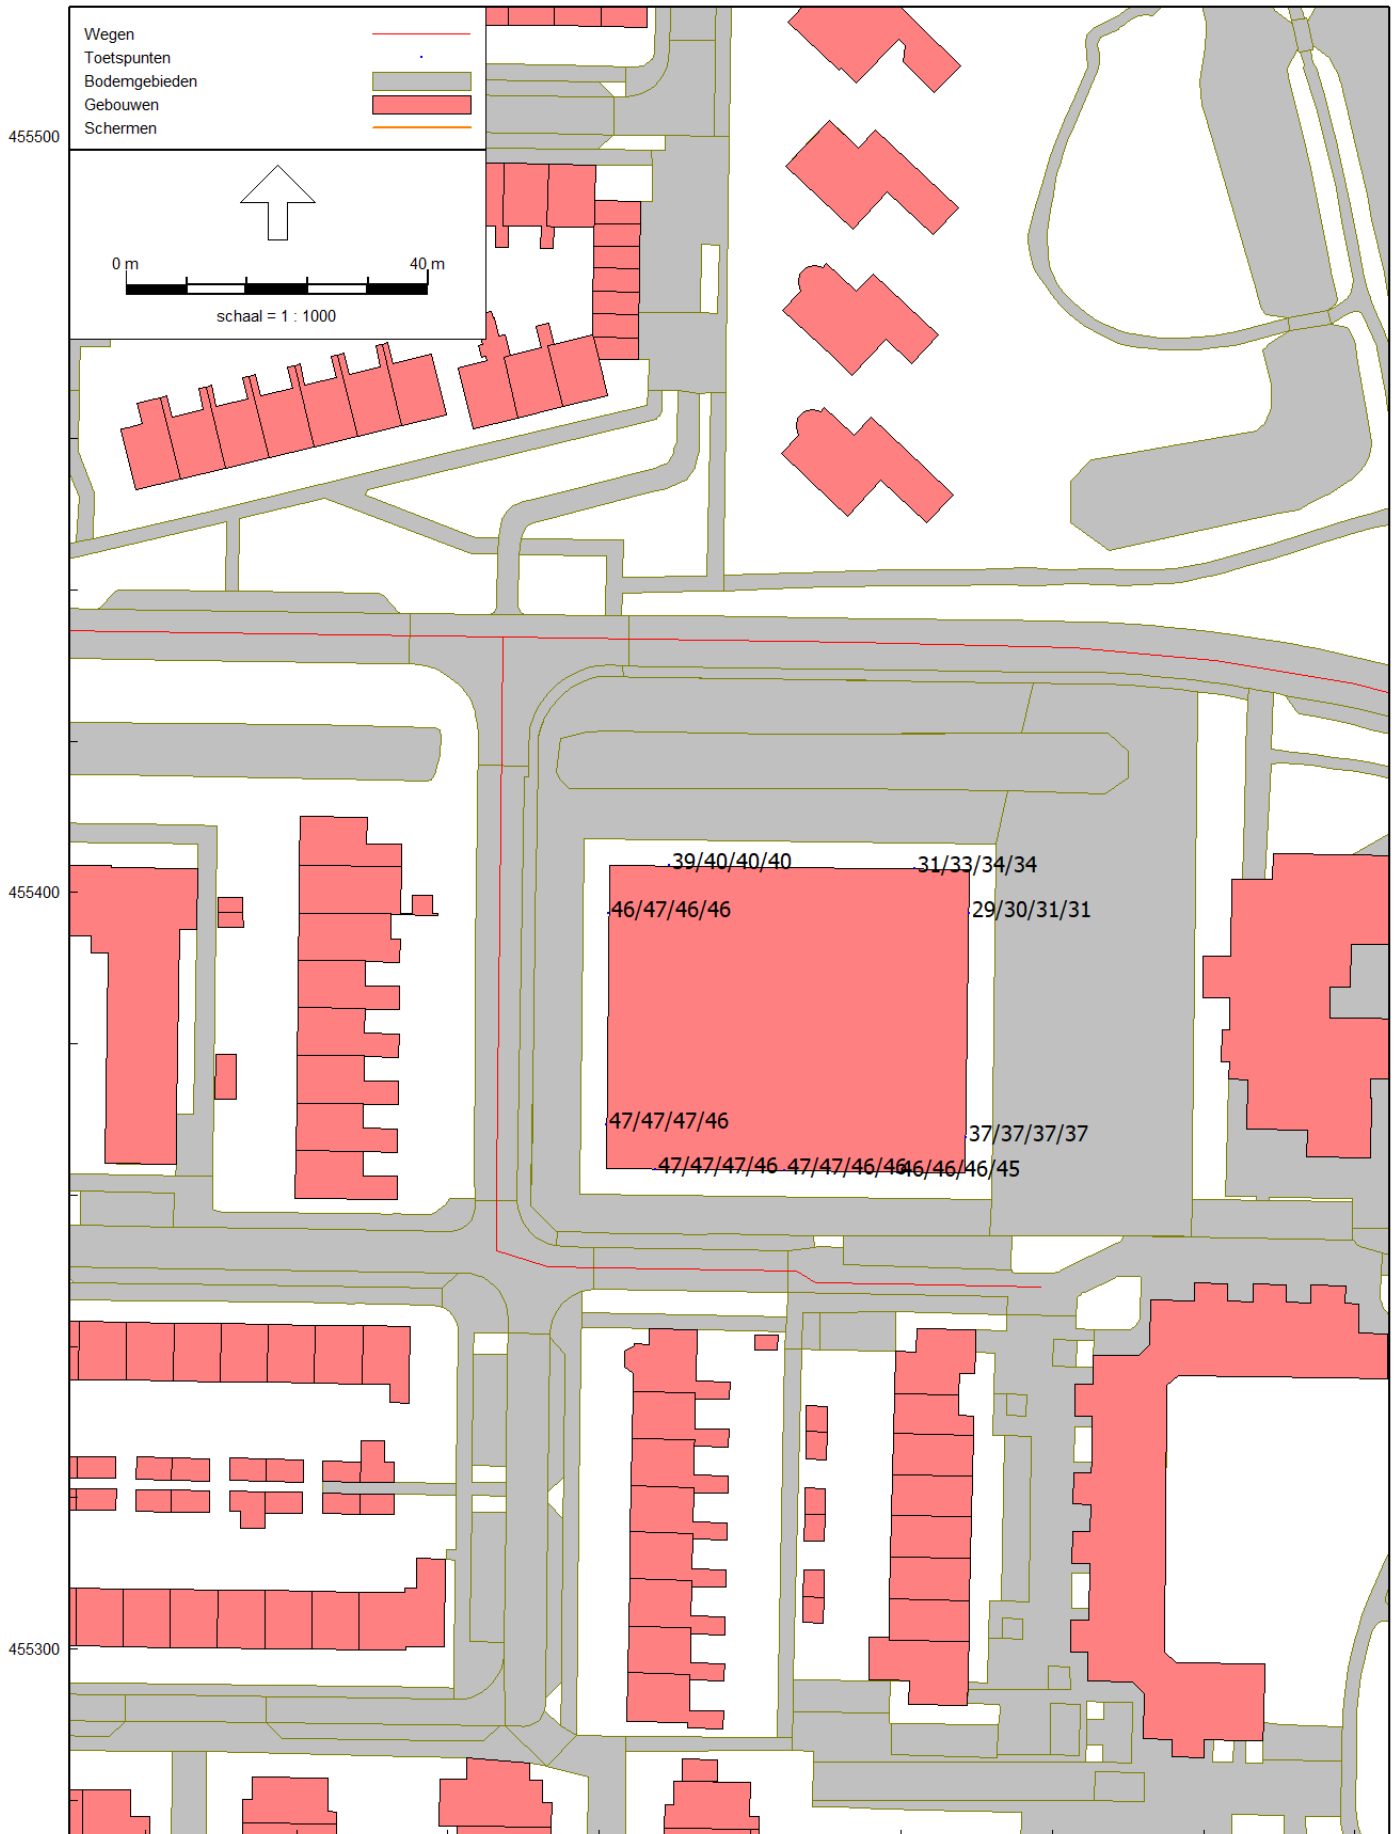 Wegen
Toetspunten
Bodemgebieden
Gebouwen
Schermen
455500
0 m 40 m
schaal = 1 : 1000
39/40/40/40 31/33/34/34
455400
46/47/46/46 29/30/31/31
47/47/47/46
37/37/37/37
47/47/47/46 47/47/46/46 46/46/46/45
455300